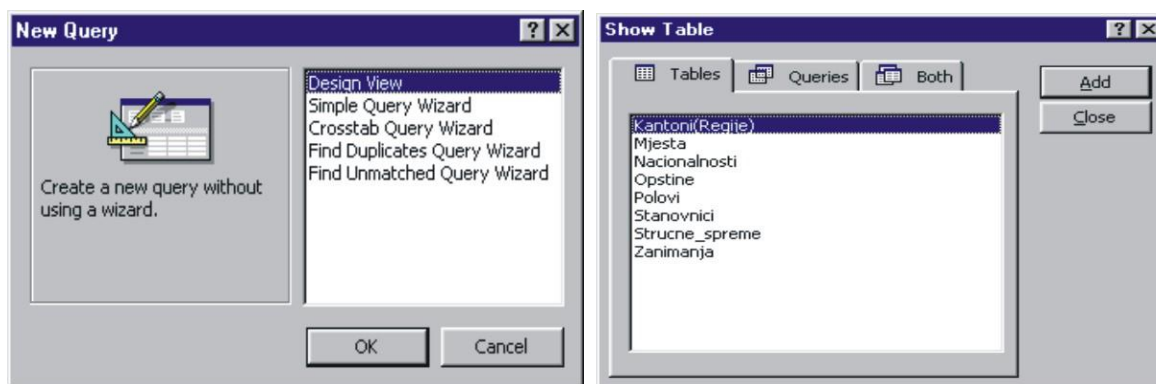 New Query
Design View
Simple Query Wizard
Crosstab Query Wizard
Find Duplicates Query Wizard
Find Unmatched Query Wizard
Create a new query without
using a wizard.
OK
Cancel
Show Table
Tables
Queries
Both
Add
Close
Kantoni(Regije)
Mjesta
Nacionalnosti
Opstine
Polovi
Stanovnici
Strucne_spreme
Zanimanja